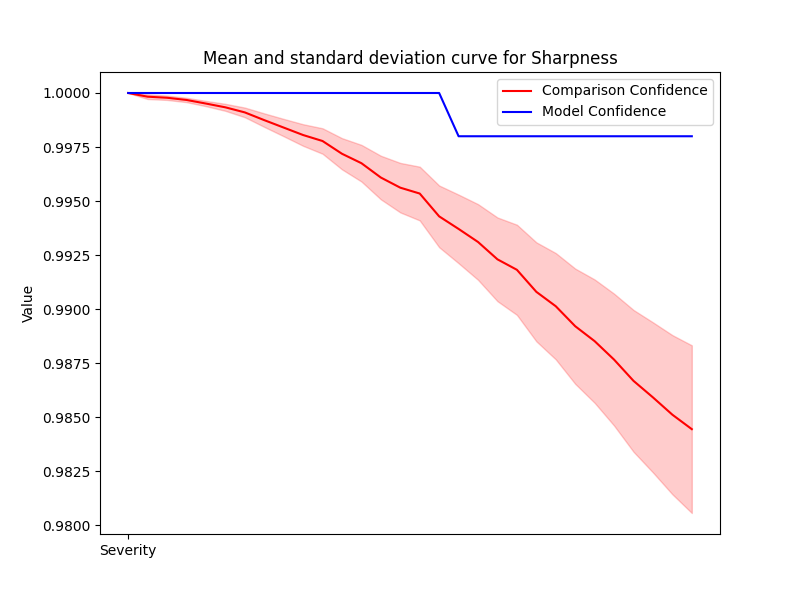 Mean and standard deviation curve for Sharpness
Comparison Confidence
Model Confidence
1.0000
0.9975
0.9950
0.9925
0.9900
0.9875
0.9850
0.9825
0.9800
Value
Severity